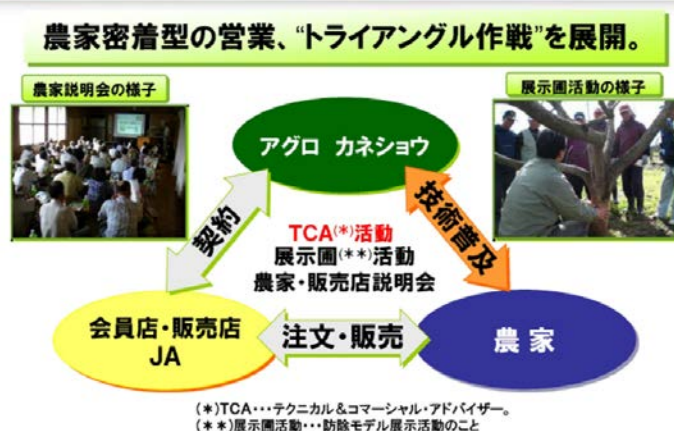 農家密着型の営業、“トライアングル作戦”を展開。
農家説明会の様子
展示圃活動の様子
アグロ カネショウ
契約
技術普及
TCA(*)活動
展示圃(**)活動
農家・販売店説明会
会員店・販売店
JA
注文・販売
農 家
(*)TCA・・・テクニカル&コマーシャル・アドバイザー。
(**)展示圃活動・・・防除モデル展示活動のこと